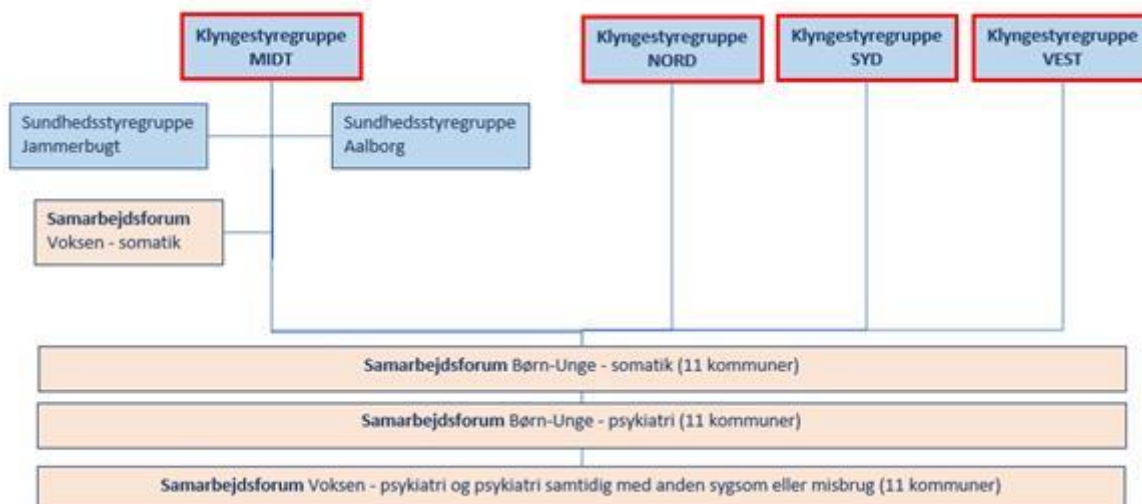 Klyngestyregruppe
MIDT
Klyngestyregruppe
NORD
Klyngestyregruppe
SYD
Klyngestyregruppe
VEST
Sundhedsstyregruppe
Jammerbugt
Sundhedsstyregruppe
Aalborg
Samarbejdsforum
Voksen - somatik
Samarbejdsforum Børn-Unge - somatik (11 kommuner)
Samarbejdsforum Børn-Unge - psykiatri (11 kommuner)
Samarbejdsforum Voksen - psykiatri og psykiatri samtidig med anden sygsom eller misbrug (11 kommuner)